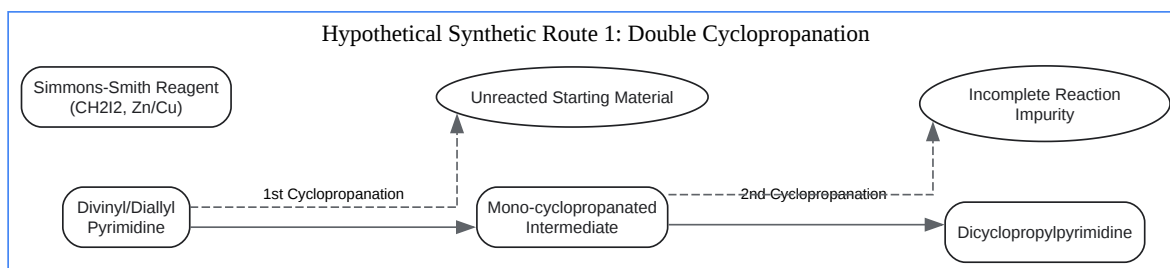 Hypothetical Synthetic Route 1: Double Cyclopropanation
Simmons-Smith Reagent
(CH2I2, Zn/Cu)
Unreacted Starting Material
Incomplete Reaction
Impurity
1st Cyclopropanation
2nd Cyclopropanation
Divinyl/Diallyl
Pyrimidine
Mono-cyclopropanated
Intermediate
Dicyclopropylpyrimidine